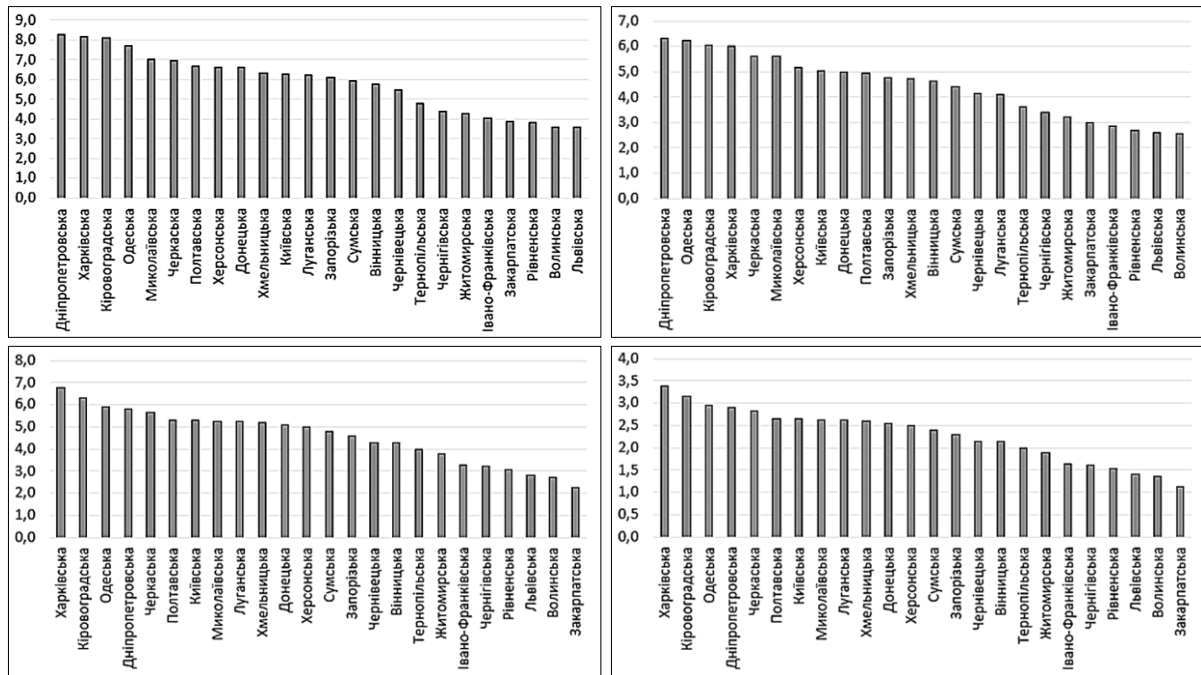 9,0
8,0
7,0
6,0
5,0
4,0
3,0
2,0
1,0
0,0
Дніпропетровська
Харківська
Кіровоградська
Одеська
Миколаївська
Черкаська
Полтавська
Херсонська
Донецька
Хмельницька
Київська
Луганська
Запорізька
Сумська
Вінницька
Чернівецька
Тернопільська
Чернігівська
Житомирська
Івано-Франківська
Закарпатська
Рівненська
Волинська
Львівська
7,0
6,0
5,0
4,0
3,0
2,0
1,0
0,0
Дніпропетровська
Одеська
Кіровоградська
Харківська
Черкаська
Миколаївська
Херсонська
Київська
Донецька
Полтавська
Запорізька
Хмельницька
Вінницька
Сумська
Чернівецька
Луганська
Тернопільська
Чернігівська
Житомирська
Закарпатська
Івано-Франківська
Рівненська
Львівська
Волинська
8,0
7,0
6,0
5,0
4,0
3,0
2,0
1,0
0,0
Харківська
Кіровоградська
Одеська
Дніпропетровська
Черкаська
Полтавська
Київська
Миколаївська
Луганська
Хмельницька
Донецька
Херсонська
Сумська
Запорізька
Чернівецька
Вінницька
Тернопільська
Житомирська
Івано-Франківська
Чернігівська
Рівненська
Львівська
Волинська
Закарпатська
4,0
3,5
3,0
2,5
2,0
1,5
1,0
0,5
0,0
Харківська
Кіровоградська
Одеська
Дніпропетровська
Черкаська
Полтавська
Київська
Миколаївська
Луганська
Хмельницька
Донецька
Херсонська
Сумська
Запорізька
Чернівецька
Вінницька
Тернопільська
Житомирська
Івано-Франківська
Чернігівська
Рівненська
Львівська
Волинська
Закарпатська